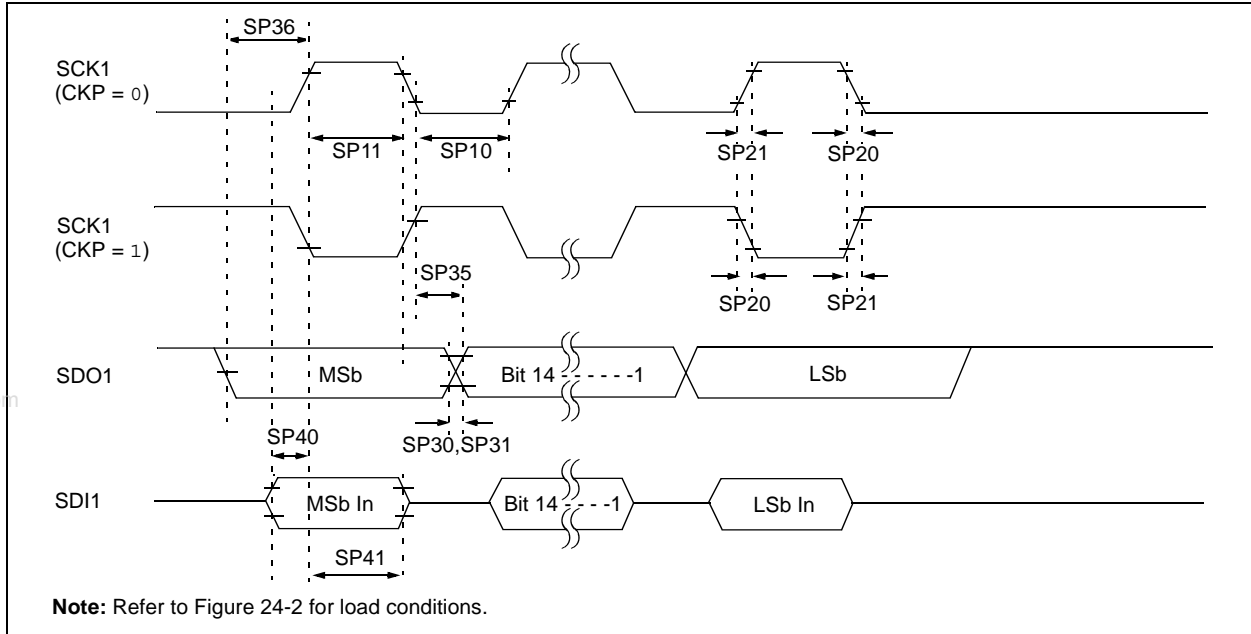 SP36
SCK1
(CKP = 0)
SP11
SP10
SP21
SP20
SCK1
(CKP = 1)
SP35
SP20
SP21
SDO1
MSb
Bit 14 - - - - - -1
LSb
SP30,SP31
SP40
SDI1
MSb In
Bit 14 - - - -1
LSb In
SP41
Note: Refer to Figure 24-2 for load conditions.